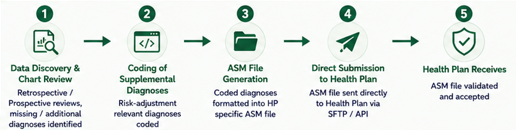 1
Data Discovery &
Chart Review
Retrospective /
Prospective reviews,
missing / additional
diagnoses identified
2
Coding of
Supplemental
Diagnoses
Risk-adjustment
relevant diagnoses
coded
3
ASM File
Generation
Coded diagnoses
formatted into HP
specific ASM file
4
Direct Submission
to Health Plan
ASM file sent directly
to Health Plan via
SFTP / API
5
Health Plan Receives
ASM file validated
and accepted